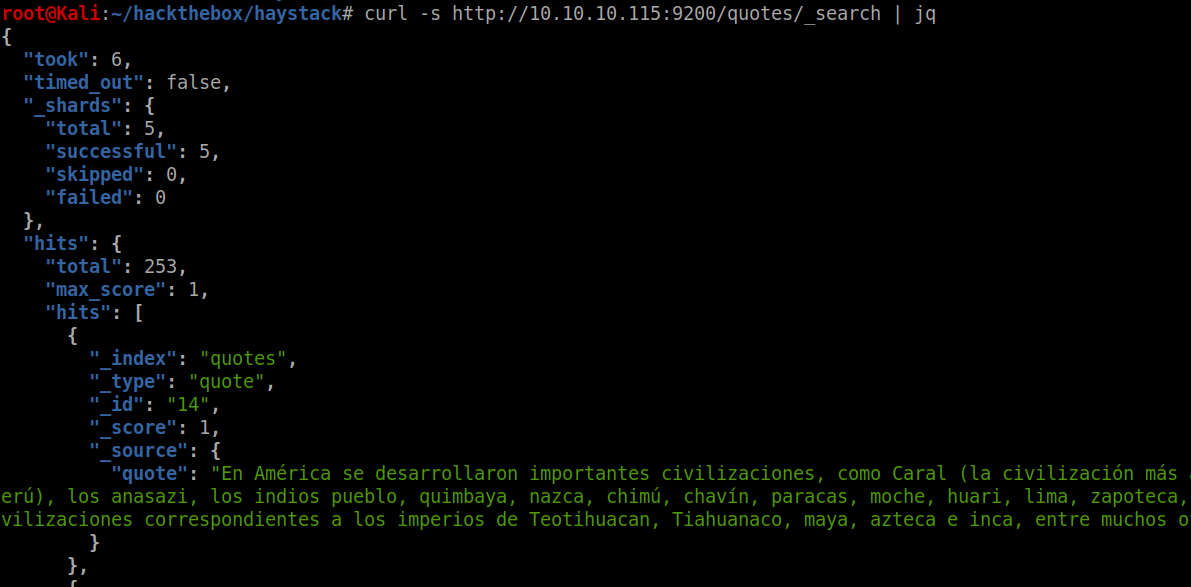 root@Kali:~/hackthebox/haystack# curl -s http://10.10.10.115:9200/quotes/_search | jq
{
  "took": 6,
  "timed_out": false,
  "_shards": {
    "total": 5,
    "successful": 5,
    "skipped": 0,
    "failed": 0
  },
  "hits": {
    "total": 253,
    "max_score": 1,
    "hits": [
      {
        "_index": "quotes",
        "_type": "quote",
        "_id": "14",
        "_score": 1,
        "_source": {
          "quote": "En América se desarrollaron importantes civilizaciones, como Caral (la civilización más
erú), los anasazi, los indios pueblo, quimbaya, nazca, chimú, chavín, paracas, moche, huari, lima, zapoteca,
vilizaciones correspondientes a los imperios de Teotihuacan, Tiahuanaco, maya, azteca e inca, entre muchos
        }
      },